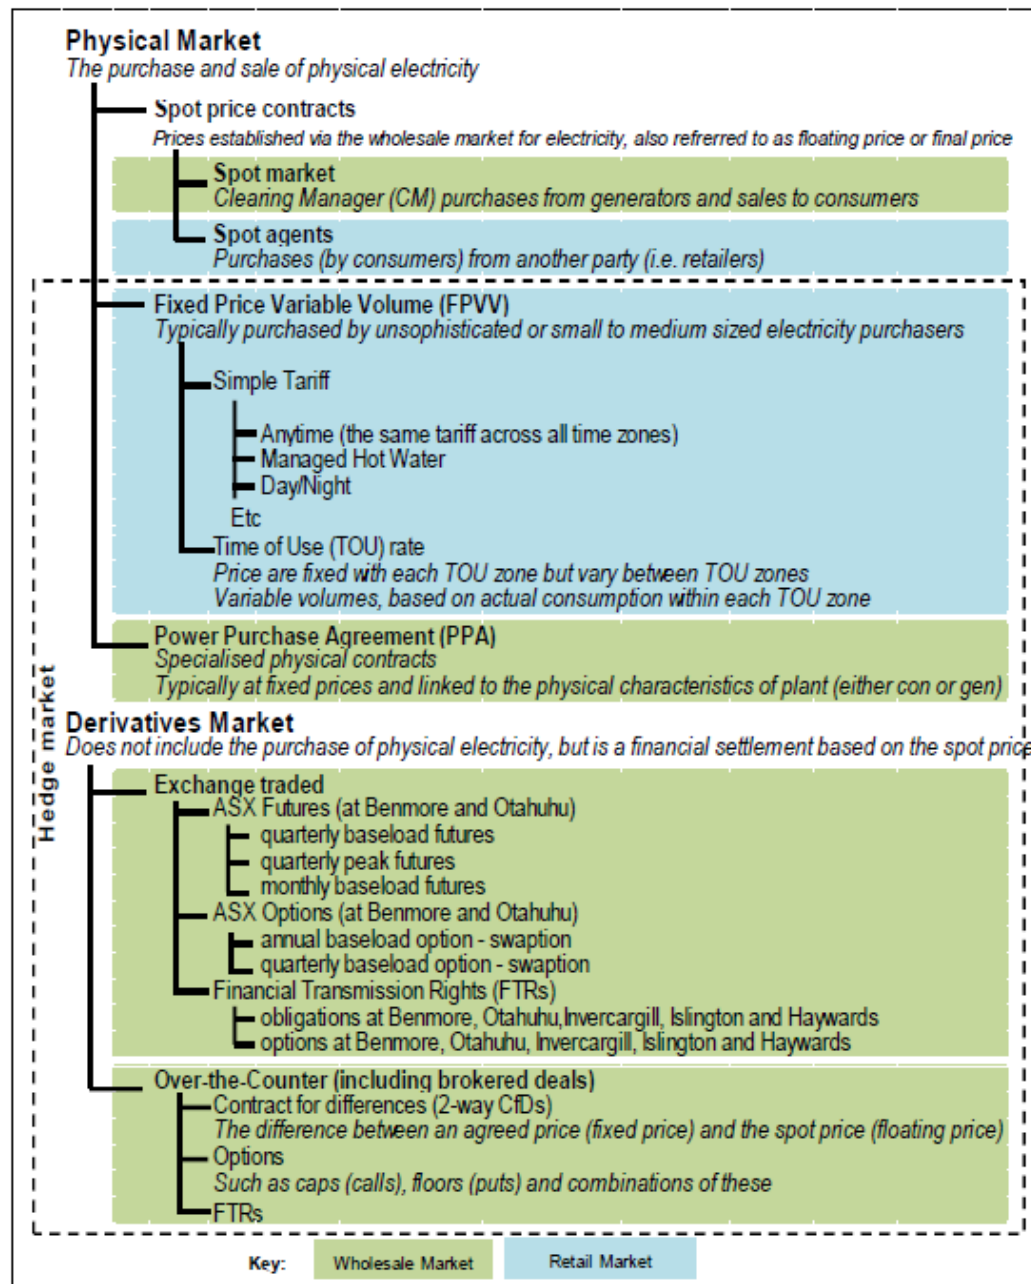 Physical Market
The purchase and sale of physical electricity
Spot price contracts
Prices established via the wholesale market for electricity, also refrerred to as floating price or final price
Spot market
Clearing Manager (CM) purchases from generators and sales to consumers
Spot agents
Purchases (by consumers) from another party (i.e. retailers)
Fixed Price Variable Volume (FPVV)
Typically purchased by unsophisticated or small to medium sized electricity purchasers
Simple Tariff
Anytime (the same tariff across all time zones)
Managed Hot Water
Day/Night
Etc
Time of Use (TOU) rate
Price are fixed with each TOU zone but vary between TOU zones
Variable volumes, based on actual consumption within each TOU zone
Power Purchase Agreement (PPA)
Specialised physical contracts
Typically at fixed prices and linked to the physical characteristics of plant (either con or gen)
Hedge market
Derivatives Market
Does not include the purchase of physical electricity, but is a financial settlement based on the spot price
Exchange traded
ASX Futures (at Benmore and Otahuhu)
quarterly baseload futures
quarterly peak futures
monthly baseload futures
ASX Options (at Benmore and Otahuhu)
annual baseload option - swaption
quarterly baseload option - swaption
Financial Transmission Rights (FTRs)
obligations at Benmore, Otahuhu,Invercargill, Islington and Haywards
options at Benmore, Otahuhu, Invercargill, Islington and Haywards
Over-the-Counter (including brokered deals)
Contract for differences (2-way CfDs)
The difference between an agreed price (fixed price) and the spot price (floating price)
Options
Such as caps (calls), floors (puts) and combinations of these
FTRs
Key: Wholesale Market Retail Market